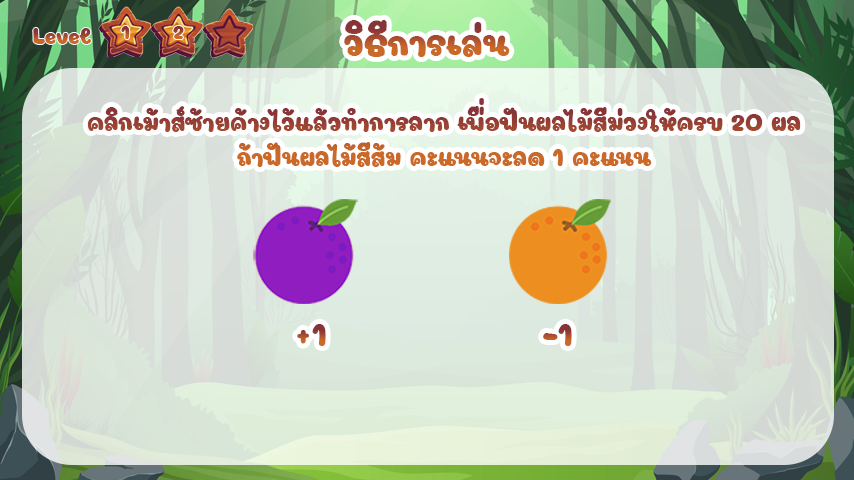 Level 1 2
วิธีการเล่น
คลิกเม้าส์ซ้ายค้างไว้แล้วทำการลาก เพื่อฟันผลไม้สีม่วงให้ครบ 20 ผล
ถ้าฟันผลไม้สีส้ม คะแนนจะลด 1 คะแนน
+1 -1